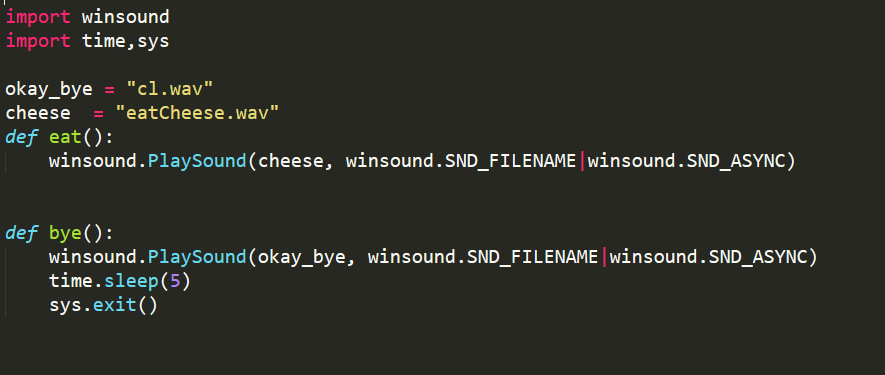 import winsound
import time,sys
okay_bye = "cl.wav"
cheese  = "eatCheese.wav"
def eat():
    winsound.PlaySound(cheese, winsound.SND_FILENAME|winsound.SND_ASYNC)
def bye():
    winsound.PlaySound(okay_bye, winsound.SND_FILENAME|winsound.SND_ASYNC)
    time.sleep(5)
    sys.exit()